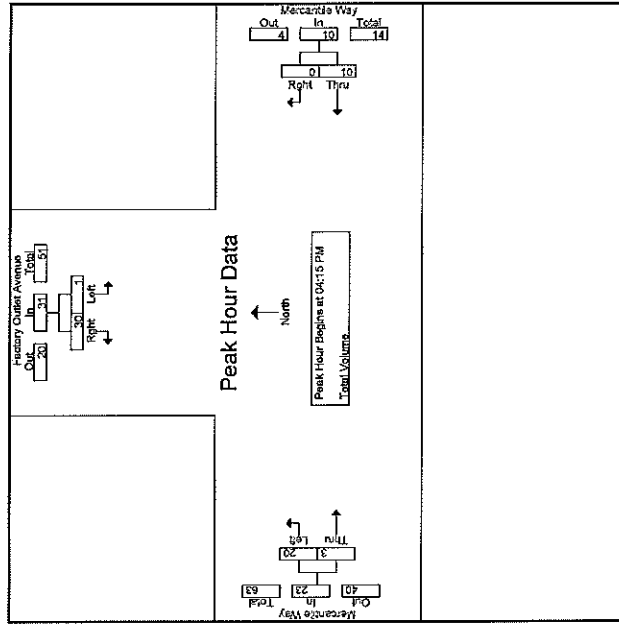 Factory Outlet Avenue
Out In Total
20 31 51
30 1
Rght Left
Mercantile Way
Out In Total
4 10 14
0 10
Rght Thru
Peak Hour Data
North
Peak Hour Begins at 04:15 PM
Total Volume
Left Thru
20 3
Total In Out
63 23 40
Mercantile Way